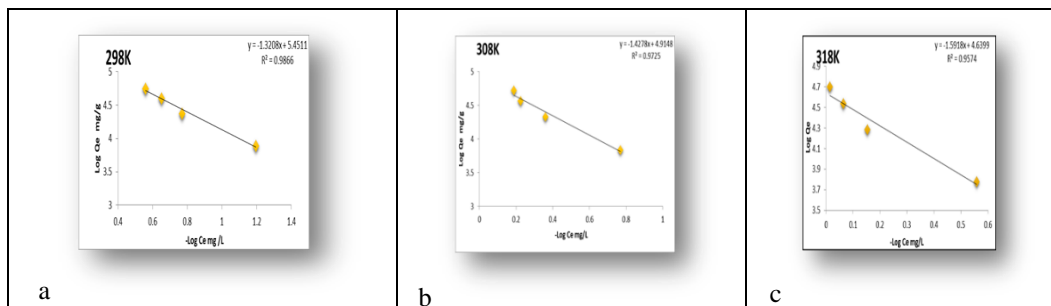 298K
y = -1.3208x + 5.4511
R² = 0.9866
Log Qe mg/g
5
4.5
4
3.5
3
0.4
0.6
0.8
1
1.2
1.4
-Log Ce mg/L
a
308K
y = -1.4278x + 4.9148
R² = 0.9725
Log Qe mg/g
5
4.5
4
3.5
3
0
0.2
0.4
0.6
0.8
1
-Log Ce mg/L
b
318K
y = -1.5918x + 4.6399
R² = 0.9574
Log Qe
4.9
4.7
4.5
4.3
4.1
3.9
3.7
3.5
0
0.1
0.2
0.3
0.4
0.5
0.6
-Log Ce mg/L
c